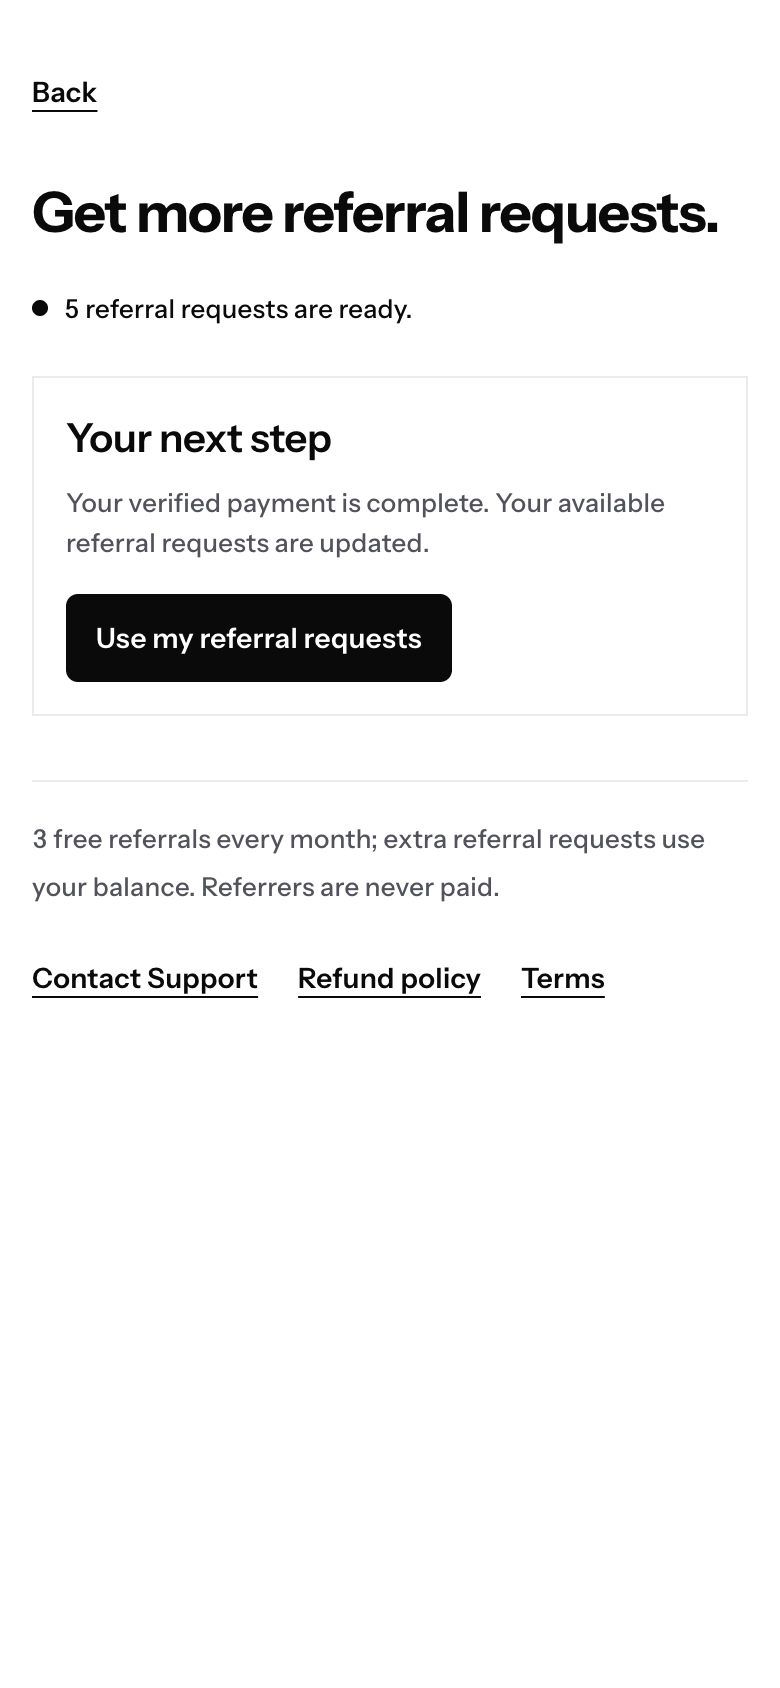 Back
Get more referral requests.
5 referral requests are ready.
Your next step
Your verified payment is complete. Your available
referral requests are updated.
Use my referral requests
3 free referrals every month; extra referral requests use
your balance. Referrers are never paid.
Contact Support Refund policy Terms